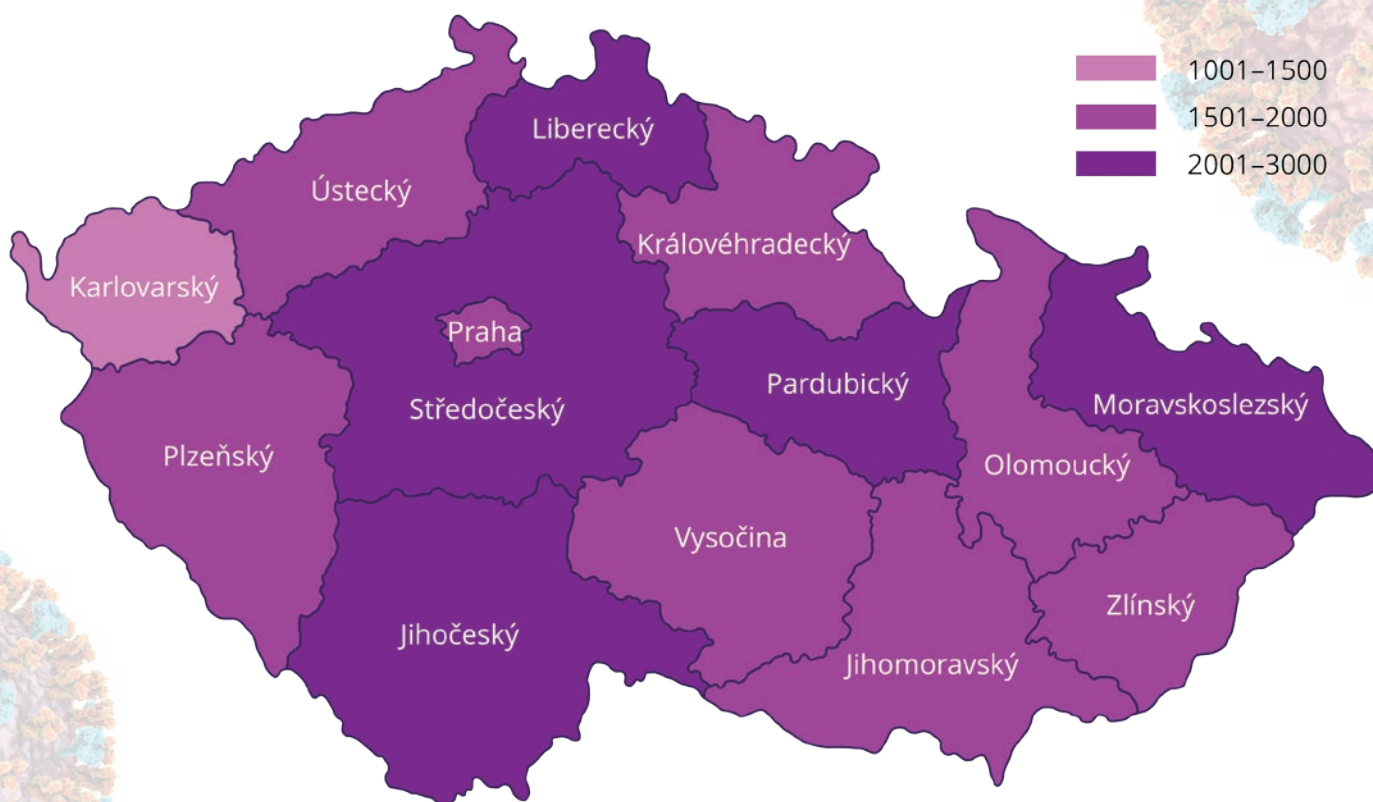 1001–1500
1501–2000
2001–3000
Liberecký
Ústecký
Královéhradecký
Karlovarský
Praha
Pardubický
Středočeský
Moravskoslezský
Plzeňský
Olomoucký
Vysočina
Zlínský
Jihočeský
Jihomoravský